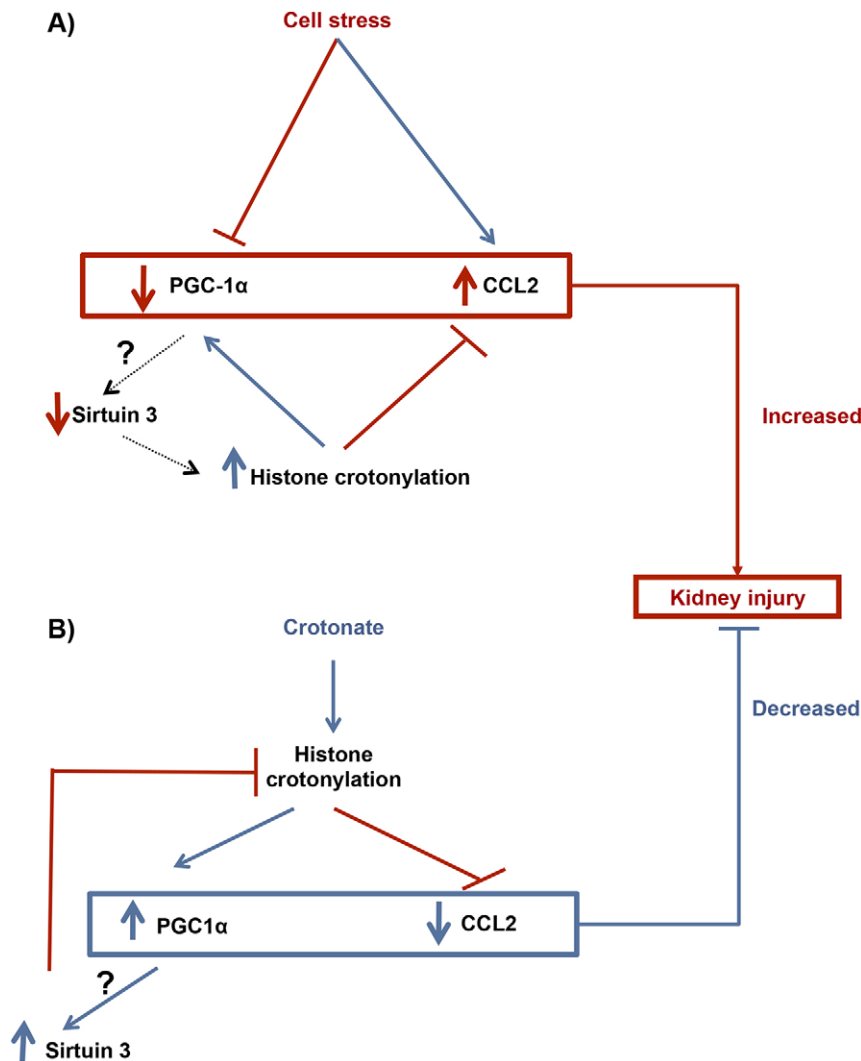 A)
Cell stress
PGC-1α
CCL2
?
Sirtuin 3
Histone crotonylation
Increased
Kidney injury
B)
Crotonate
Decreased
Histone
crotonylation
PGC1α
CCL2
?
Sirtuin 3